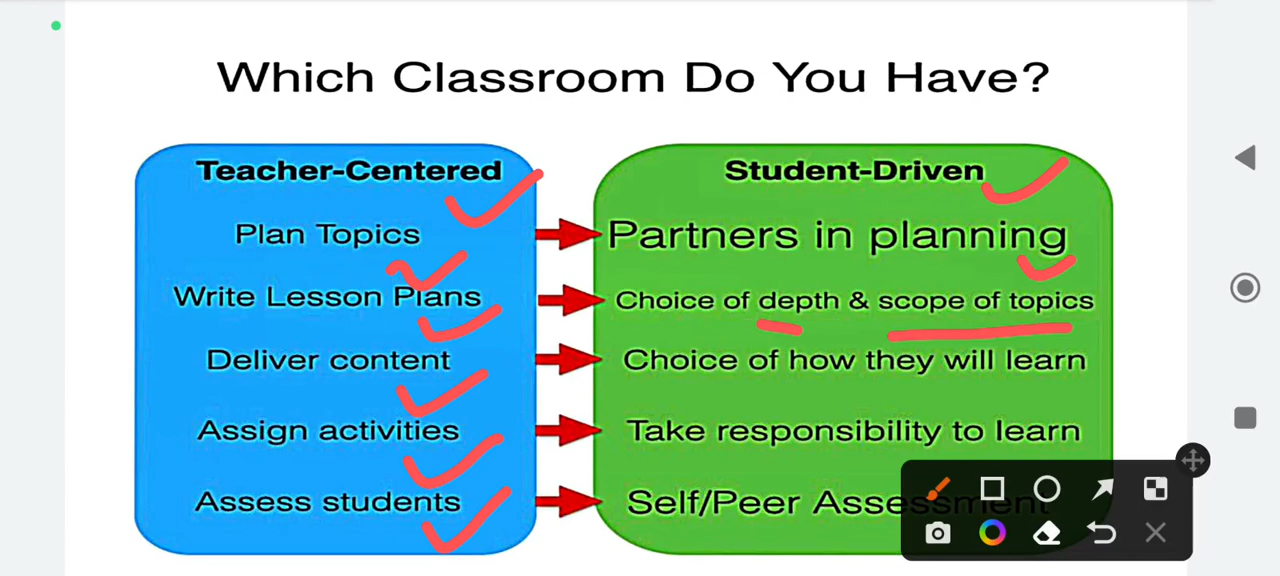 Which Classroom Do You Have?
Teacher-Centered
Plan Topics
Write Lesson Plans
Deliver content
Assign activities
Assess students
Student-Driven
Partners in planning
Choice of depth & scope of topics
Choice of how they will learn
Take responsibility to learn
Self/Peer Assessment